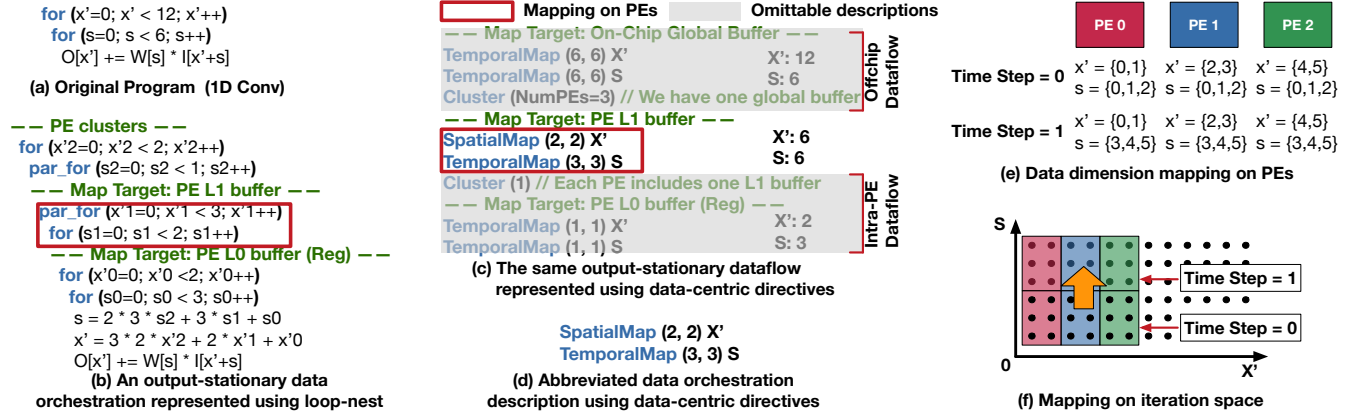 for (x'=0; x' < 12; x'++)
for (s=0; s < 6; s++)
O[x'] += W[s] * I[x'+s]
(a) Original Program (1D Conv)
— — PE clusters — —
for (x'2=0; x'2 < 2; x'2++)
par_for (s2=0; s2 < 1; s2++)
— — Map Target: PE L1 buffer — —
par_for (x'1=0; x'1 < 3; x'1++)
for (s1=0; s1 < 2; s1++)
— — Map Target: PE L0 buffer (Reg) — —
for (x'0=0; x'0 <2; x'0++)
for (s0=0; s0 < 3; s0++)
s = 2 * 3 * s2 + 3 * s1 + s0
x' = 3 * 2 * x'2 + 2 * x'1 + x'0
O[x'] += W[s] * I[x'+s]
(b) An output-stationary data
orchestration represented using loop-nest
Mapping on PEs
Omittable descriptions
— — Map Target: On-Chip Global Buffer
TemporalMap (6, 6) X' X': 12
TemporalMap (6, 6) S S: 6
Cluster (NumPEs=3) // We have one global buffer
Offchip
Dataflow
— — Map Target: PE L1 buffer — —
SpatialMap (2, 2) X' X': 6
TemporalMap (3, 3) S S: 6
Cluster (1) // Each PE includes one L1 buffer
— — Map Target: PE L0 buffer (Reg) — —
TemporalMap (1, 1) X' X': 2
TemporalMap (1, 1) S S: 3
Intra-PE
Dataflow
(c) The same output-stationary dataflow
represented using data-centric directives
SpatialMap (2, 2) X'
TemporalMap (3, 3) S
(d) Abbreviated data orchestration
description using data-centric directives
PE 0 PE 1 PE 2
Time Step = 0
x' = {0,1} x' = {2,3} x' = {4,5}
s = {0,1,2} s = {0,1,2} s = {0,1,2}
Time Step = 1
x' = {0,1} x' = {2,3} x' = {4,5}
s = {3,4,5} s = {3,4,5} s = {3,4,5}
(e) Data dimension mapping on PEs
S
Time Step = 1
Time Step = 0
0
X'
(f) Mapping on iteration space